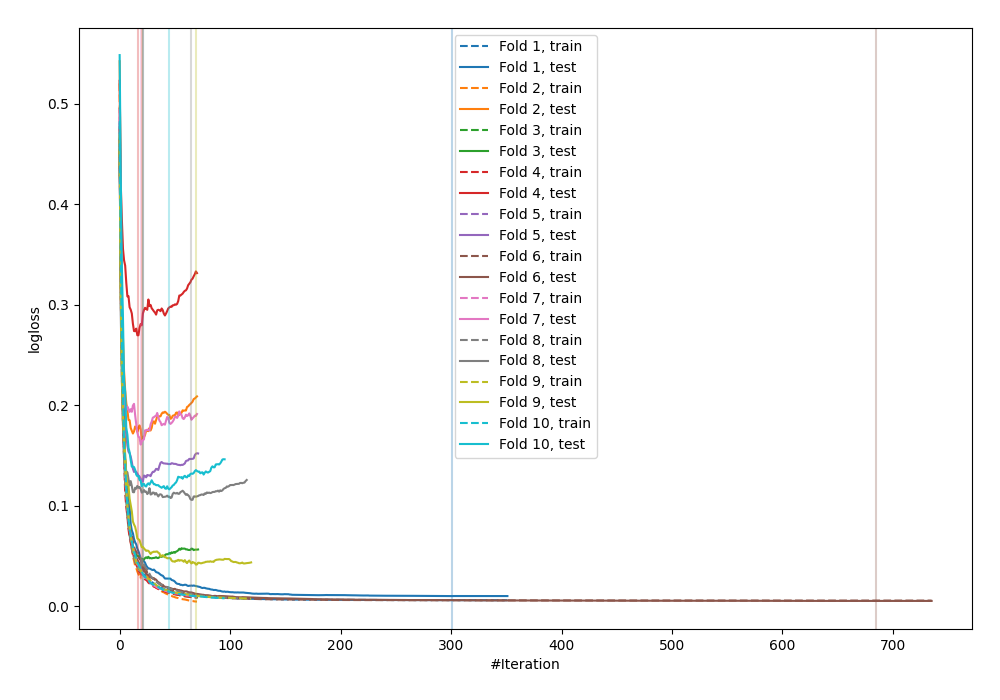 0.5
0.4
0.3
0.2
0.1
0.0
logloss
0
100
200
300
400
500
600
700
#Iteration
Fold 1, train
Fold 1, test
Fold 2, train
Fold 2, test
Fold 3, train
Fold 3, test
Fold 4, train
Fold 4, test
Fold 5, train
Fold 5, test
Fold 6, train
Fold 6, test
Fold 7, train
Fold 7, test
Fold 8, train
Fold 8, test
Fold 9, train
Fold 9, test
Fold 10, train
Fold 10, test